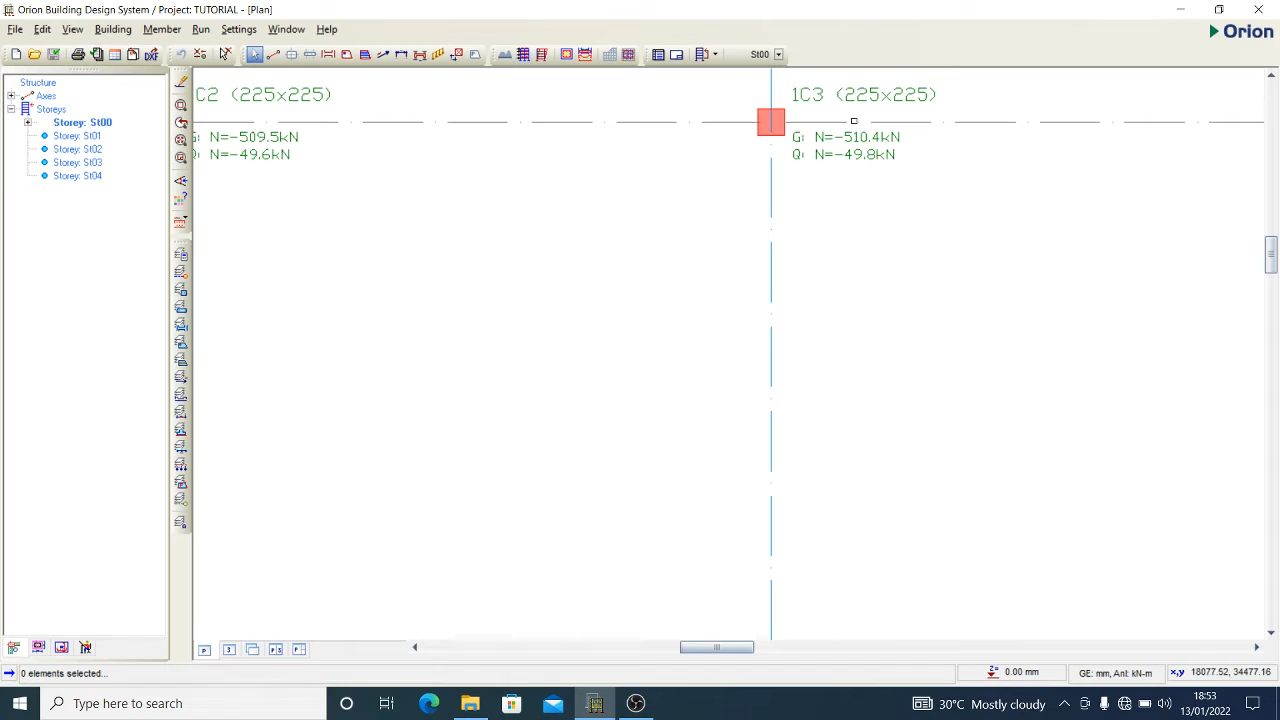 Orion Building Design System / Project: TUTORIAL - [Plan]
File Edit View Building Member Run Settings Window Help
Orion
DXF
St00
Structure
Axes
Storeys
Storey: St00
Storey: St01
Storey: St02
Storey: St03
Storey: St04
C2 (225x225)
1C3 (225x225)
G: N=-509.5kN
Q: N=-49.6kN
G: N=-510.4kN
Q: N=-49.8kN
0 elements selected...
Z= 0.00 mm
GE: mm, Anl: kN-m
x,y 18077.52, 34477.16
Type here to search
30°C Mostly cloudy
18:53
13/01/2022